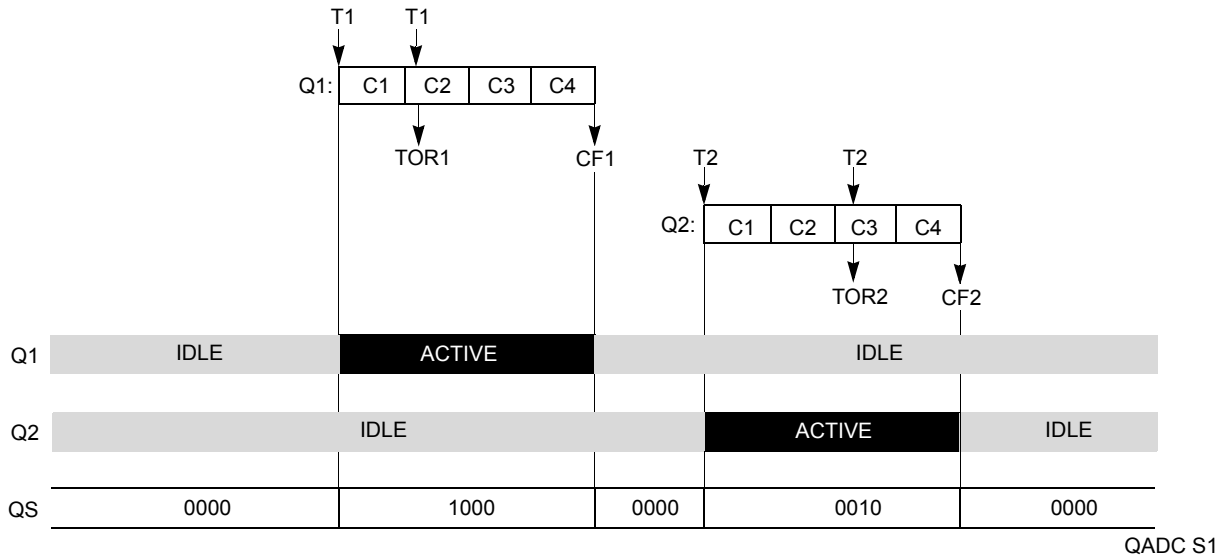 T1 T1
Q1: C1 C2 C3 C4
TOR1 CF1 T2 T2
Q2: C1 C2 C3 C4
TOR2 CF2
Q1 IDLE ACTIVE IDLE
Q2 IDLE ACTIVE IDLE
QS 0000 1000 0000 0010 0000
QADC S1